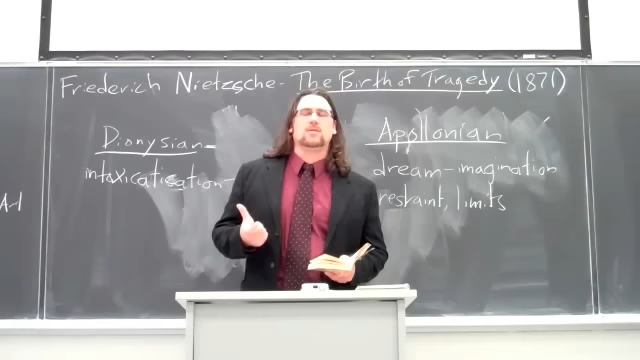 Friederich Nietzsche - The Birth of Tragedy (1871)
Dionysian -
intoxication -
Apollonian
dream - imagination
restraint, limits